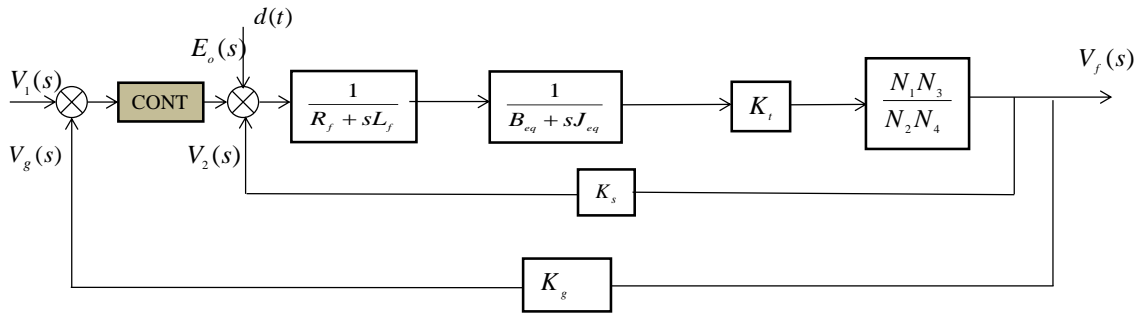 d(t)
E_o(s)
V_1(s)
CONT
1
R_f + sL_f
1
B_eq + sJ_eq
K_t
N_1N_3
N_2N_4
V_f(s)
V_g(s)
V_2(s)
K_s
K_g